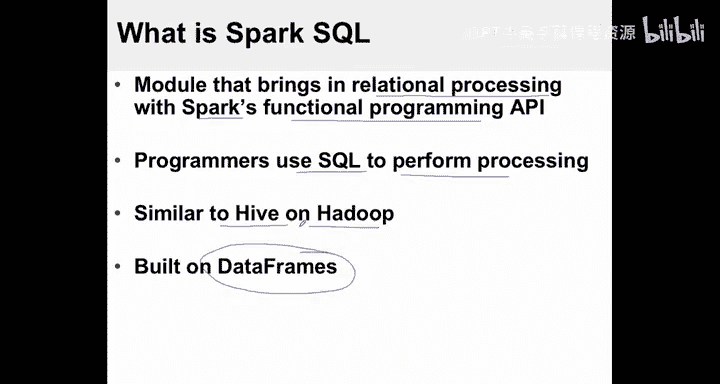 What is Spark SQL
bilibili
• Module that brings in relational processing
with Spark's functional programming API
• Programmers use SQL to perform processing
• Similar to Hive on Hadoop
• Built on DataFrames